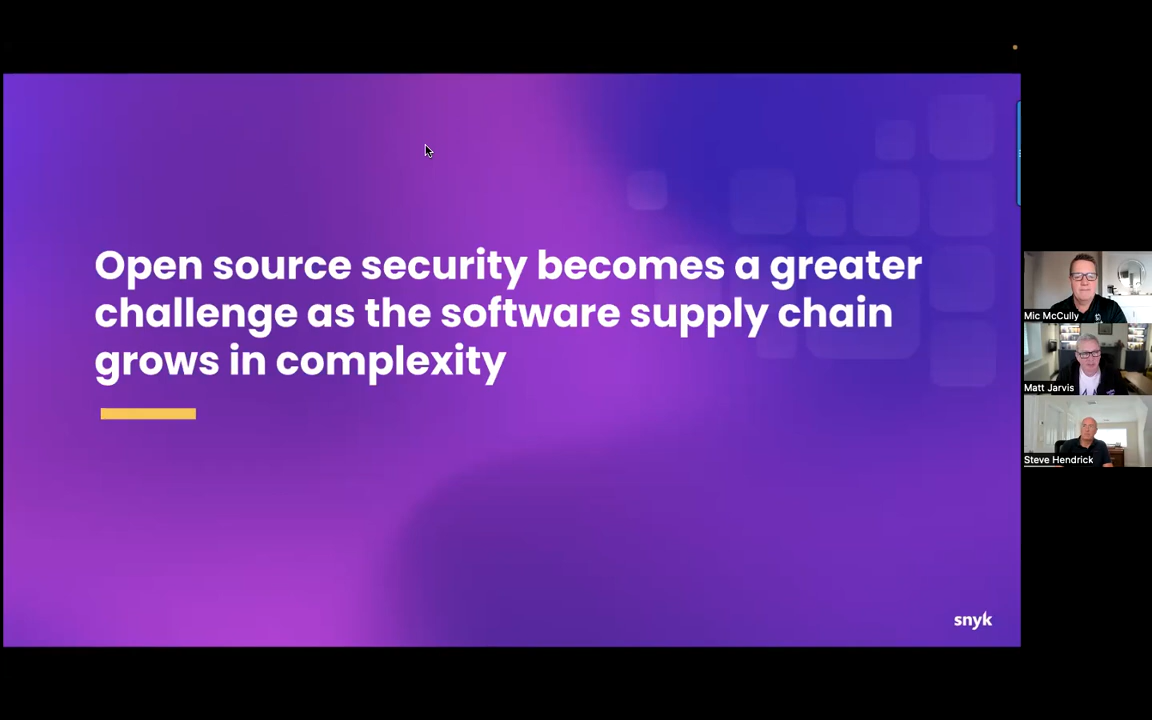 Open source security becomes a greater
challenge as the software supply chain
grows in complexity
snyk
Mic McCully
Matt Jarvis
Steve Hendrick